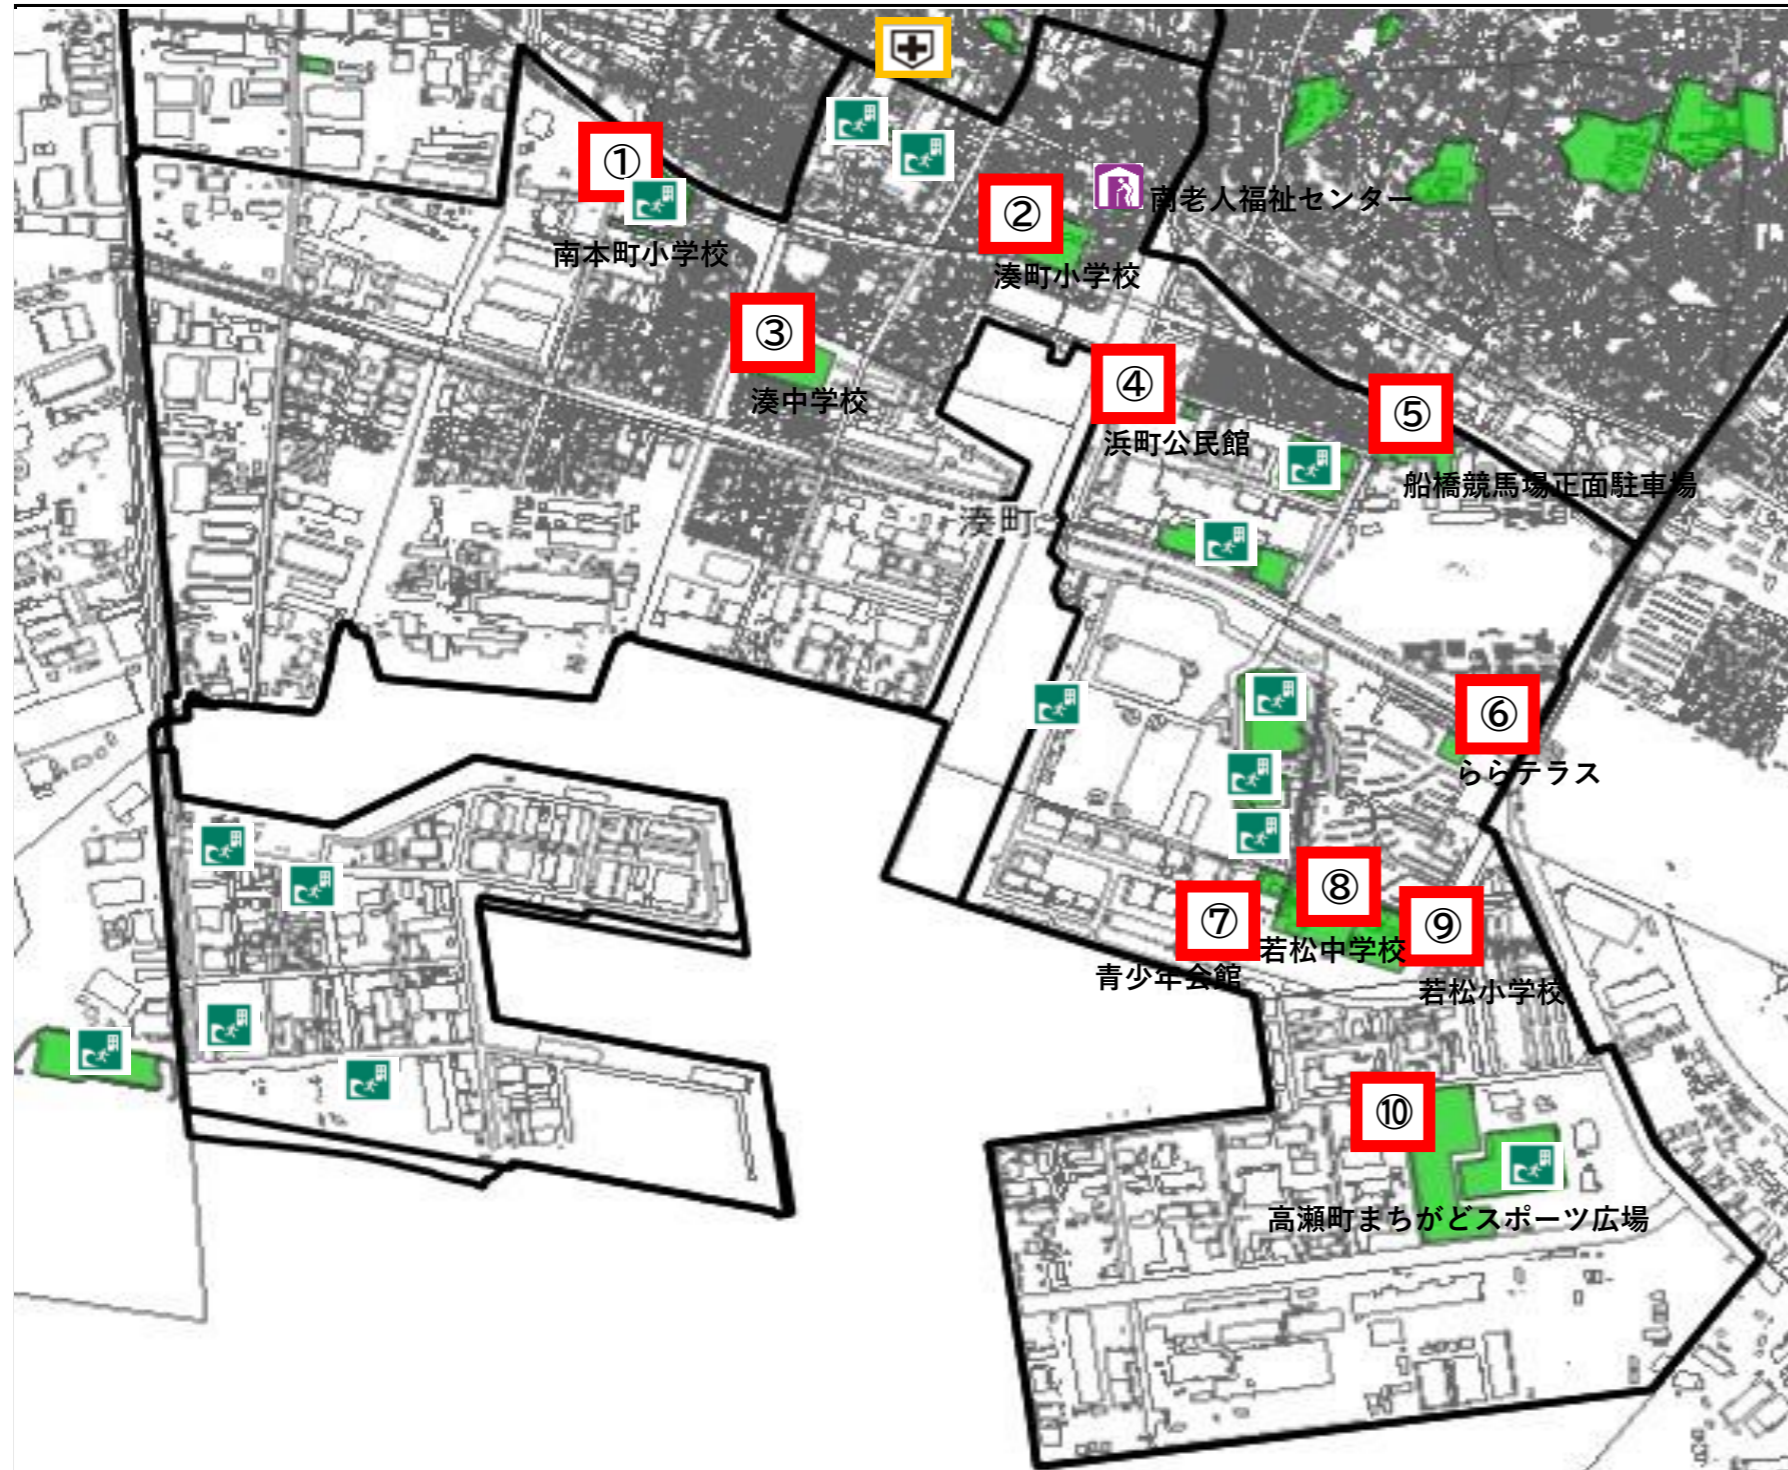 ①
南本町小学校
②
南老人福祉センター
湊町小学校
③
湊中学校
④
浜町公民館
⑤
船橋競馬場正面駐車場
湊町
⑥
ららテラス
⑦
青少年会館
⑧
若松中学校
⑨
若松小学校
⑩
高瀬町まちがどスポーツ広場